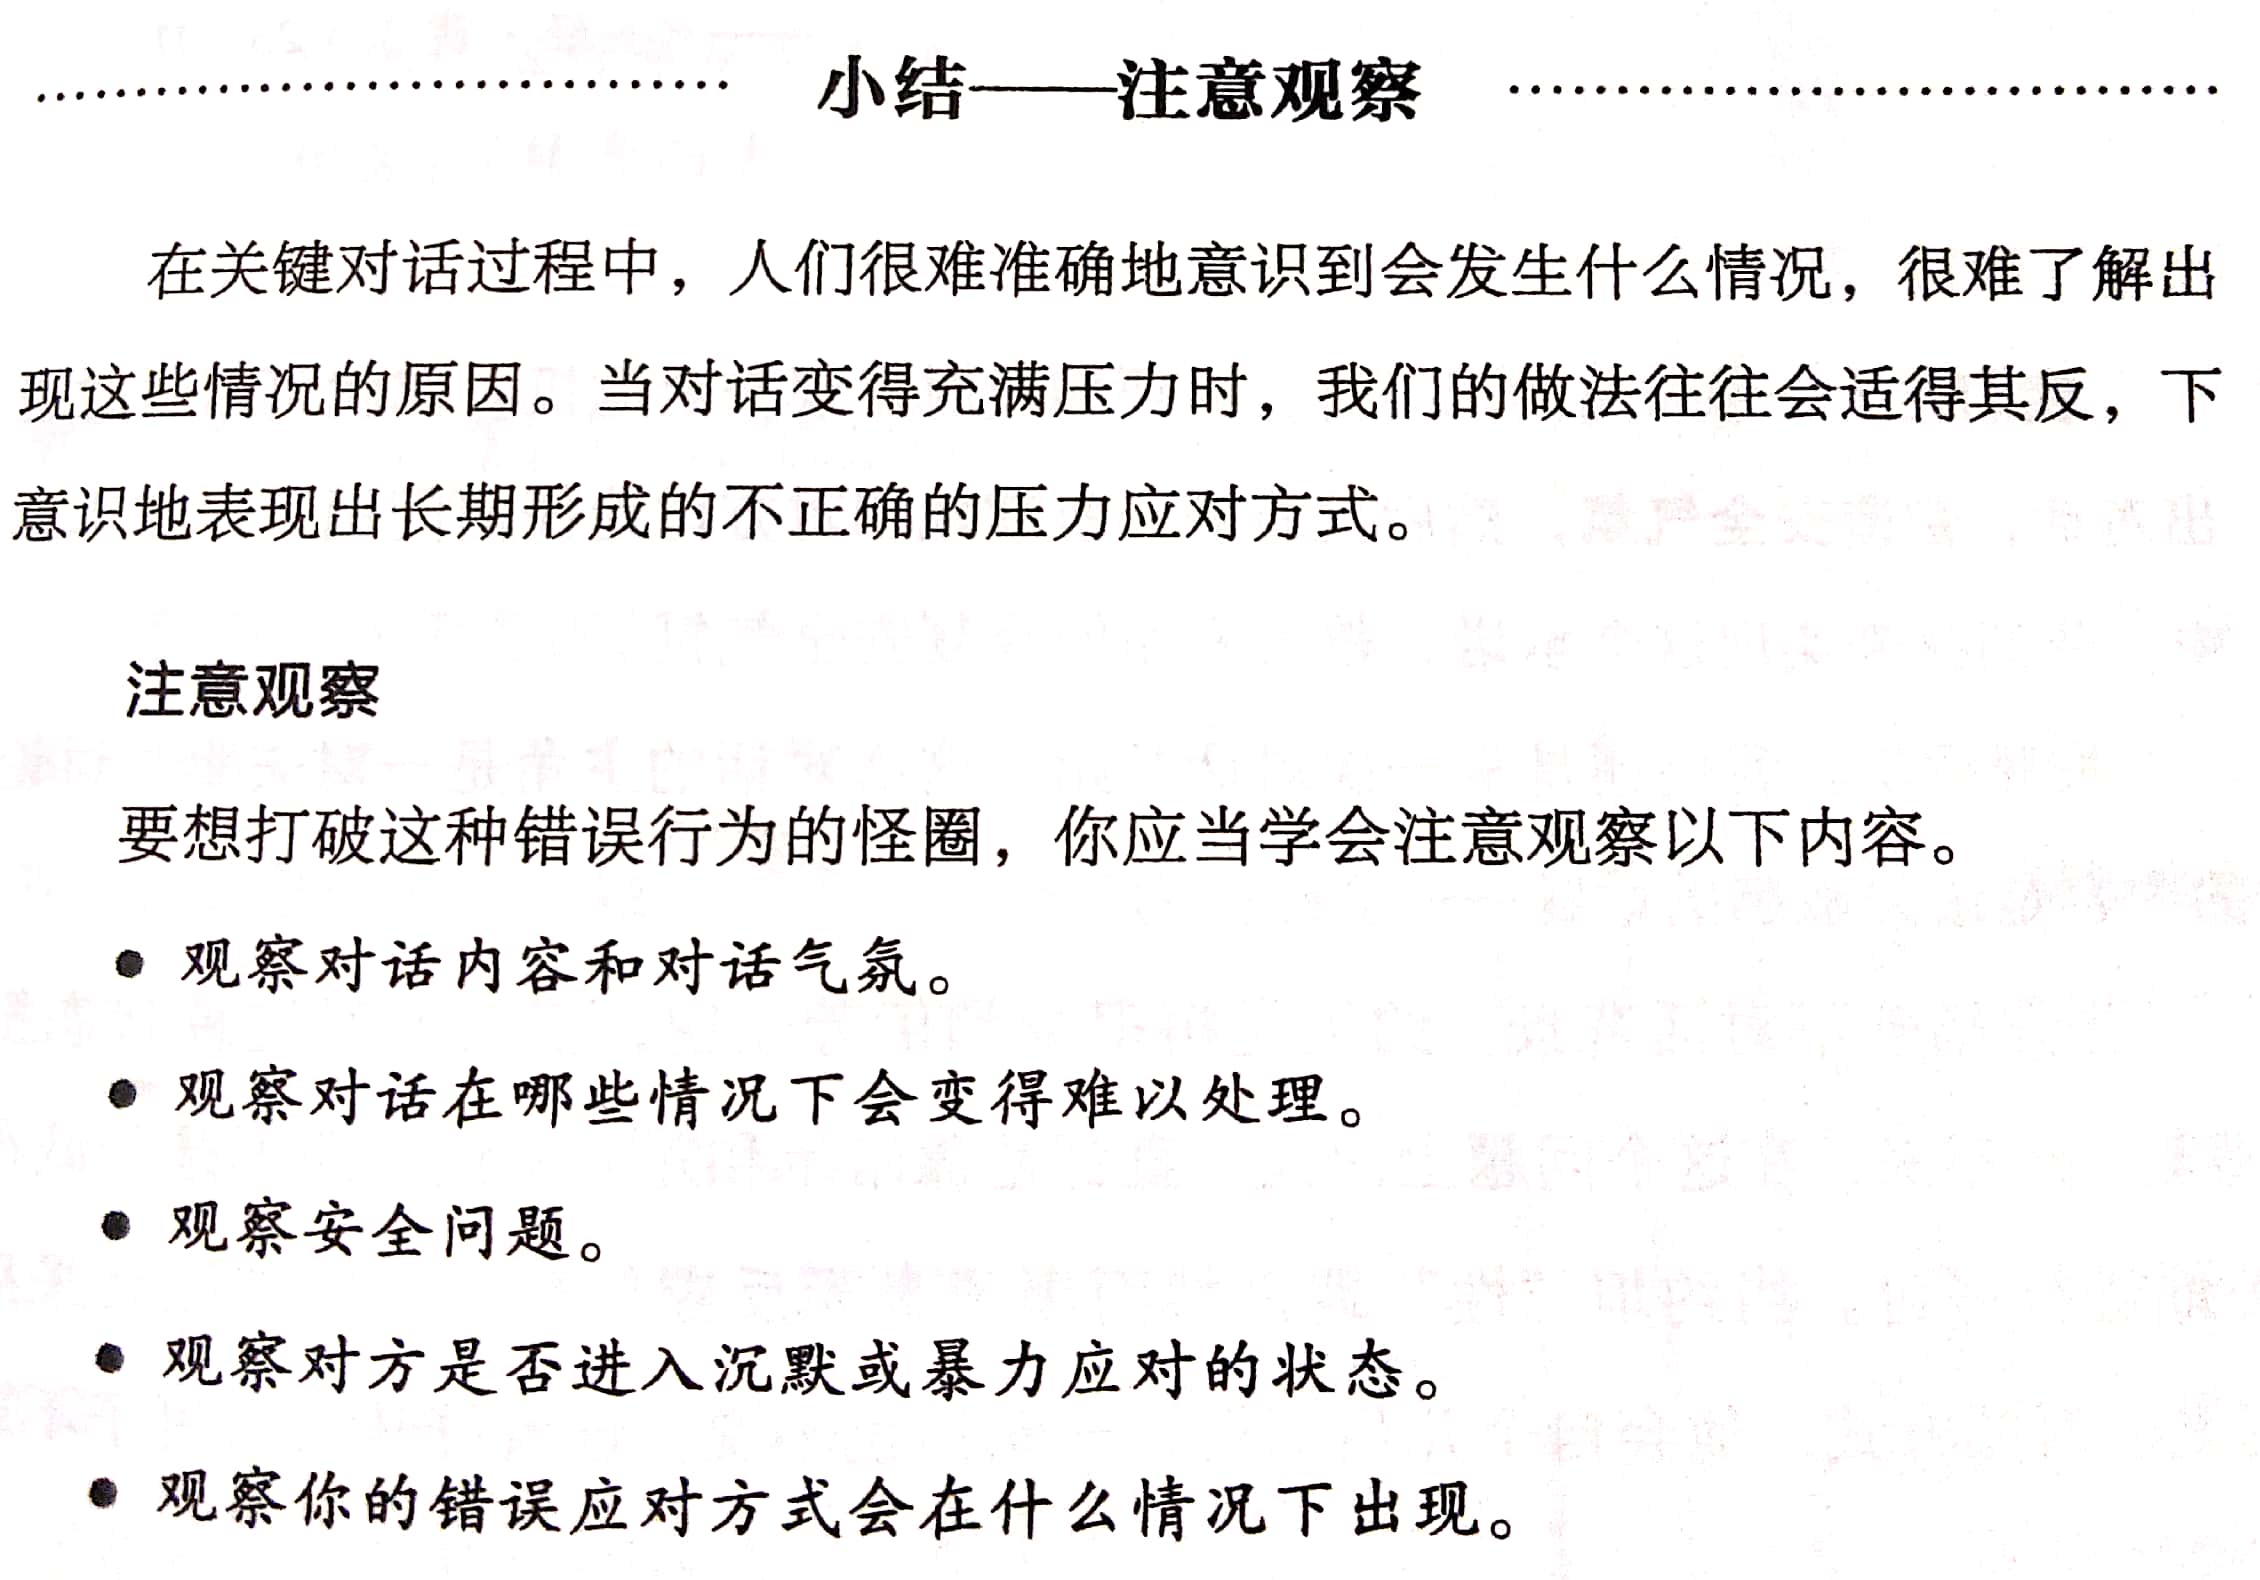 小结——注意观察
在关键对话过程中，人们很难准确地意识到会发生什么情况，很难了解出
现这些情况的原因。当对话变得充满压力时，我们的做法往往会适得其反，下
意识地表现出长期形成的不正确的压力应对方式。
注意观察
要想打破这种错误行为的怪圈，你应当学会注意观察以下内容。
● 观察对话内容和对话气氛。
● 观察对话在哪些情况下会变得难以处理。
● 观察安全问题。
● 观察对方是否进入沉默或暴力应对的状态。
● 观察你的错误应对方式会在什么情况下出现。